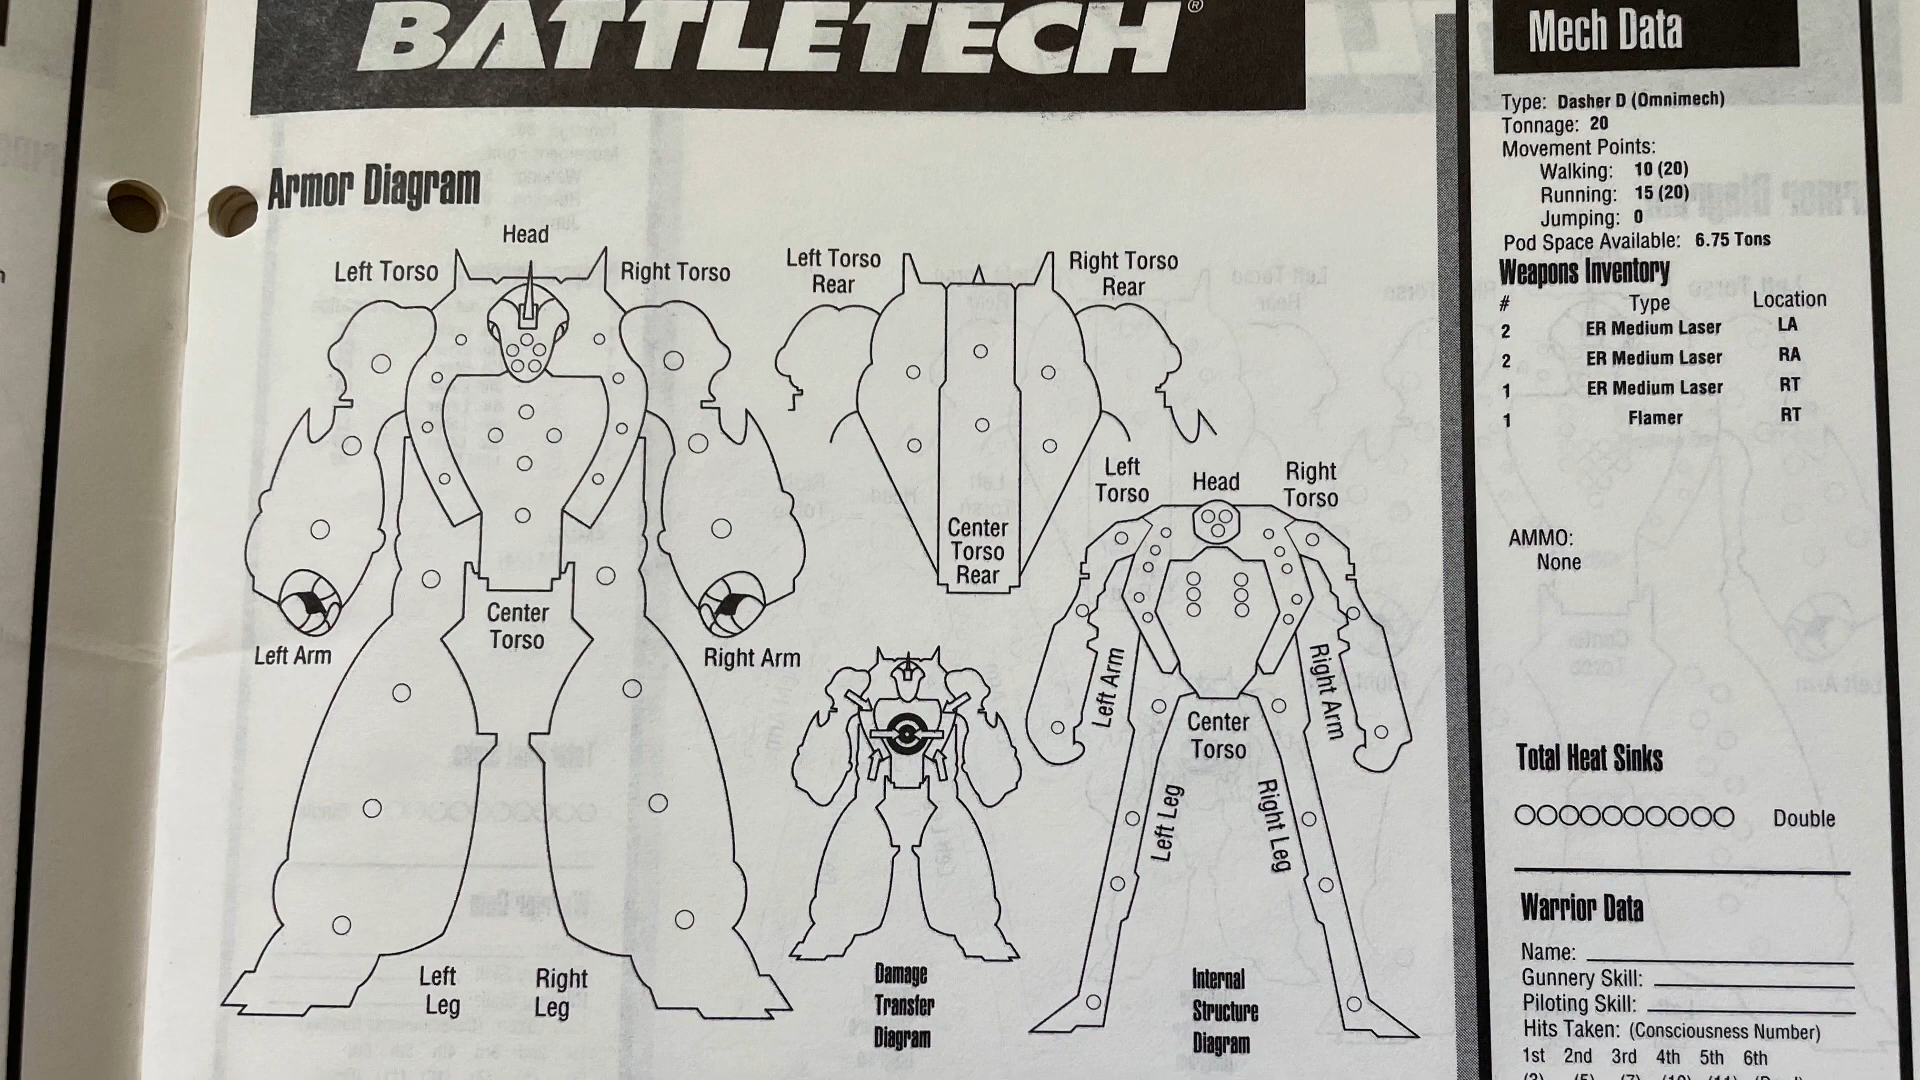 BATTLETECH®
Armor Diagram
Head
Left Torso
Right Torso
Left Arm
Center
Torso
Right Arm
Left
Leg
Right
Leg
Left Torso
Rear
Right Torso
Rear
Center
Torso
Rear
Damage
Transfer
Diagram
Left
Torso
Head
Right
Torso
Left Arm
Right Arm
Center
Torso
Left Leg
Right Leg
Internal
Structure
Diagram
Mech Data
Type: Dasher D (Omnimech)
Tonnage: 20
Movement Points:
Walking: 10 (20)
Running: 15 (20)
Jumping: 0
Pod Space Available: 6.75 Tons
Weapons Inventory
# Type Location
2 ER Medium Laser LA
2 ER Medium Laser RA
1 ER Medium Laser RT
1 Flamer RT
AMMO:
None
Total Heat Sinks
Double
Warrior Data
Name:
Gunnery Skill:
Piloting Skill:
Hits Taken: (Consciousness Number)
1st 2nd 3rd 4th 5th 6th